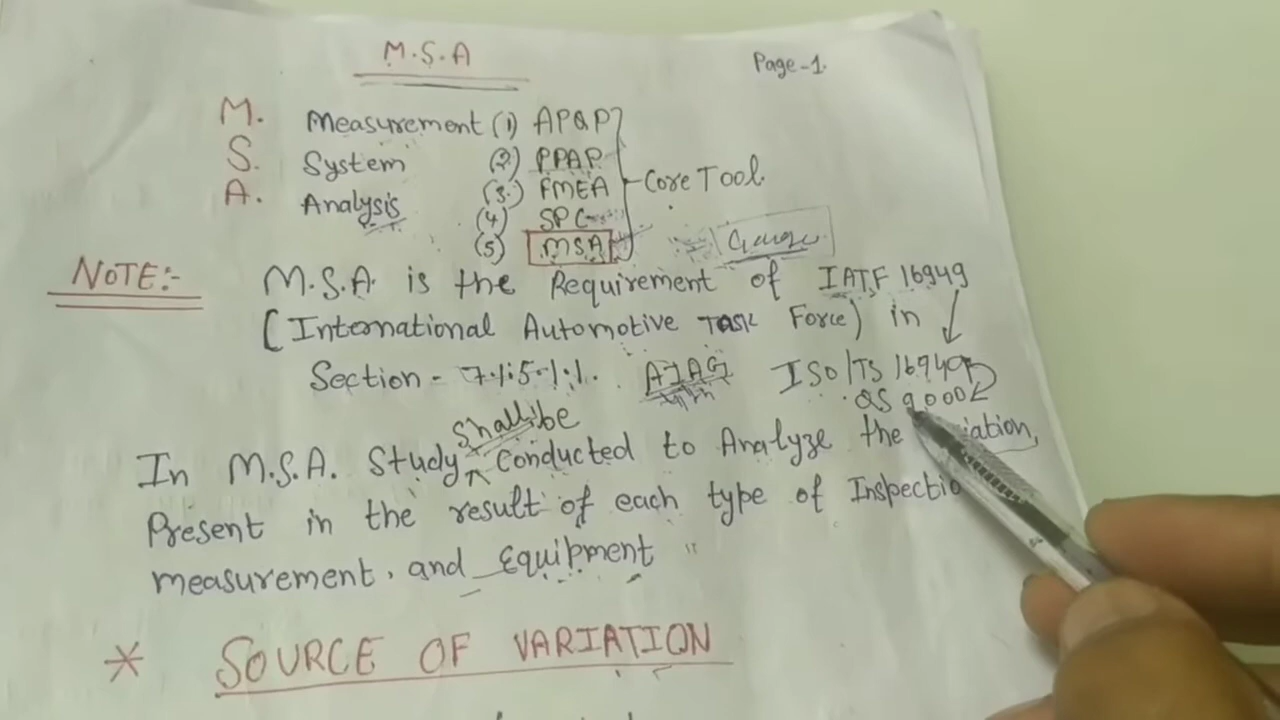 M.S.A
Page-1.
M. Measurement (1) APQP
S. System (2) PPAP
A. Analysis (3) FMEA Core Tool.
(4) SPC
(5) MSA
NOTE:- M.S.A. is the Requirement of IATF 16949
[International Automotive Task Force) in
Section - 7.1.5.1.1. AIAG ISO/TS 16949
QS 9000
shall be
In M.S.A. Study conducted to Analyze the
Present in the result of each type of Inspectio
measurement, and Equipment "
* SOURCE OF VARIATION